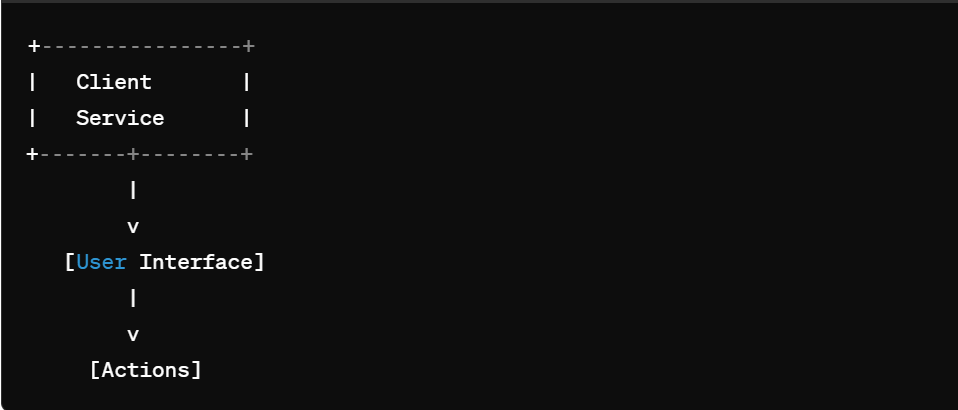 +----------------+
|   Client       |
|   Service      |
+-------+--------+
        |
        v
   [User Interface]
        |
        v
     [Actions]